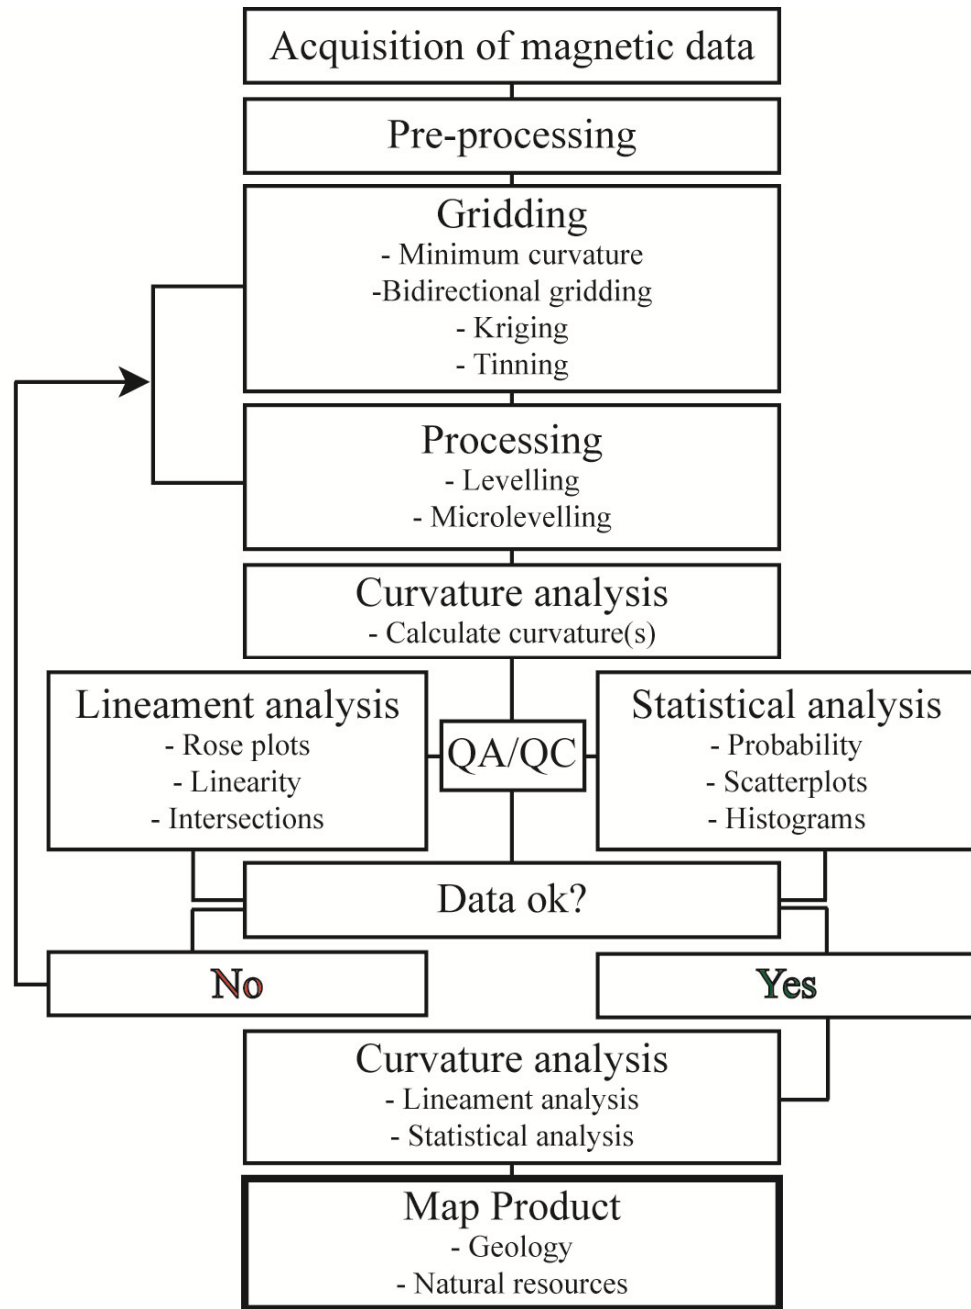 Acquisition of magnetic data
Pre-processing
Gridding
- Minimum curvature
-Bidirectional gridding
- Kriging
- Tinning
Processing
- Levelling
- Microlevelling
Curvature analysis
- Calculate curvature(s)
Lineament analysis
- Rose plots
- Linearity
- Intersections
QA/QC
Statistical analysis
- Probability
- Scatterplots
- Histograms
Data ok?
No
Yes
Curvature analysis
- Lineament analysis
- Statistical analysis
Map Product
- Geology
- Natural resources